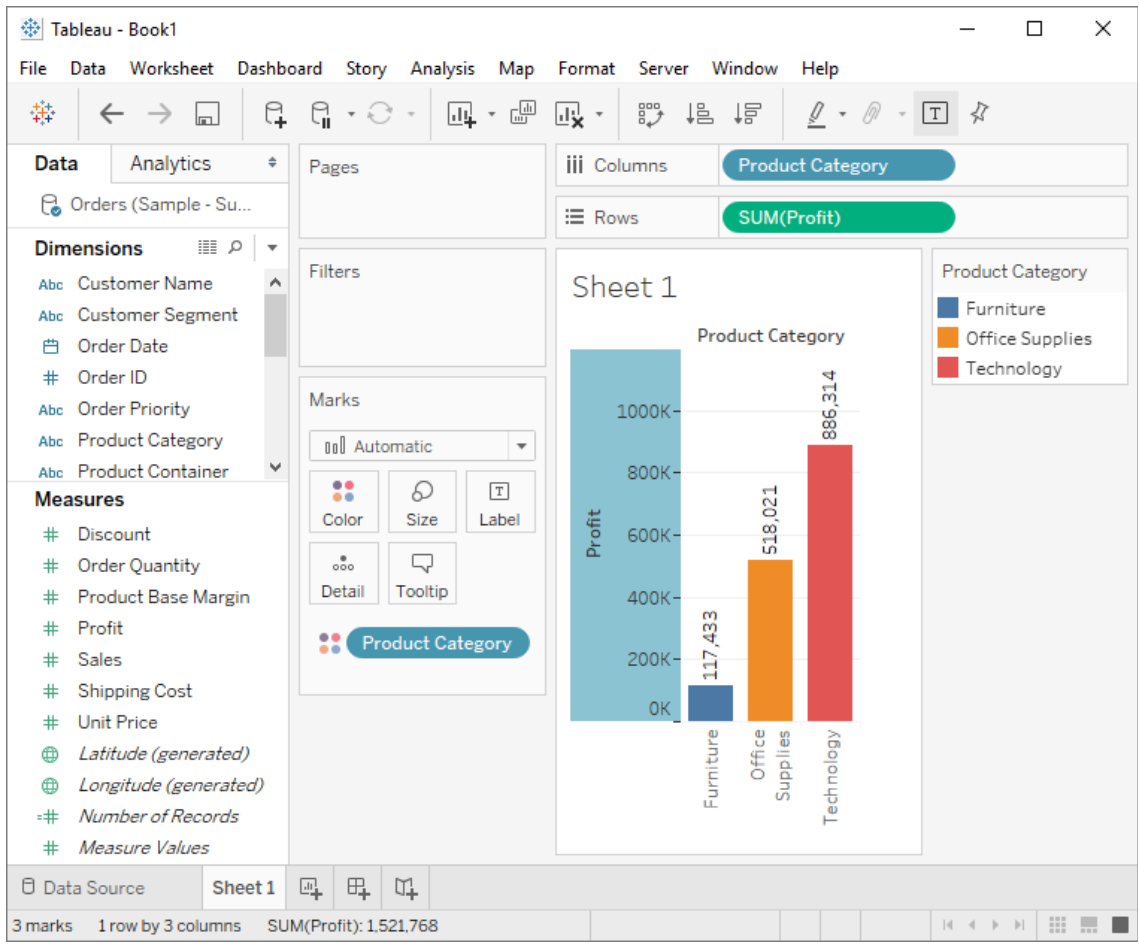 Tableau - Book1
File Data Worksheet Dashboard Story Analysis Map Format Server Window Help
Data Analytics
Orders (Sample - Su...
Dimensions
Abc Customer Name
Abc Customer Segment
Order Date
# Order ID
Abc Order Priority
Abc Product Category
Abc Product Container
Measures
# Discount
# Order Quantity
# Product Base Margin
# Profit
# Sales
# Shipping Cost
# Unit Price
Latitude (generated)
Longitude (generated)
=# Number of Records
# Measure Values
Pages
Filters
Marks
Automatic
Color Size T Label
Detail Tooltip
Product Category
iii Columns Product Category
Rows SUM(Profit)
Sheet 1
Product Category
Profit
1000K
800K
600K
400K
200K
0K
117,433
518,021
886,314
Furniture
Office
Supplies
Technology
Product Category
Furniture
Office Supplies
Technology
Data Source Sheet 1
3 marks 1 row by 3 columns SUM(Profit): 1,521,768